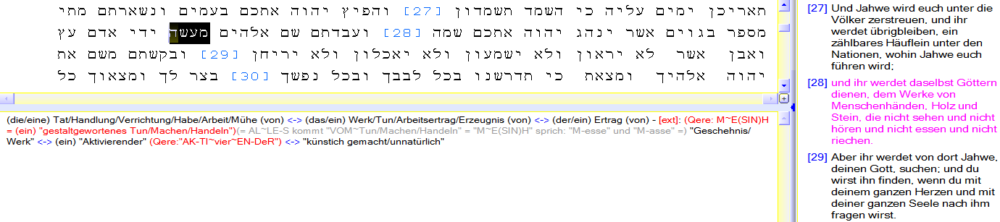 תאריכן ימים עליה כי השמד תשמדון [27] והפיץ יהוה אתכם בעמים ונשארתם מתי
מספר בגוים אשר ינהג יהוה אתכם שמה [28] ועבדתם שם אלהים מעשה ידי אדם עץ
ואבן אשר לא יראון ולא ישמעון ולא יאכלון ולא יריחן [29] ובקשתם משם את
יהוה אלהיך ומצאת כי תדרשנו בכל לבבך ובכל נפשך [30] בצר לך ומצאוך כל
(die/eine) Tat/Handlung/Verrichtung/Habe/Arbeit/Mühe (von) <-> (das/ein) Werk/Tun/Arbeitsertrag/Erzeugnis (von) <-> (der/ein) Ertrag (von) - [ext]: (Qere: M~E(SIN)H
= (ein) "gestaltgewortenes Tun/Machen/Handeln")(= AL~LE-S kommt "VOM~Tun/Machen/Handeln" = "M~E(SIN)H" sprich: "M-esse" und "M-asse" =) "Geschehnis/
Werk" <-> (ein) "Aktivierender" (Qere:"AK-TI~vier~EN-DeR") <-> "künstich gemacht/unnatürlich"
[27] Und Jahwe wird euch unter die
Völker zerstreuen, und ihr
werdet übrigbleiben, ein
zählbares Häuflein unter den
Nationen, wohin Jahwe euch
führen wird;
[28] und ihr werdet daselbst Göttern
dienen, dem Werke von
Menschenhänden, Holz und
Stein, die nicht sehen und nicht
hören und nicht essen und nicht
riechen.
[29] Aber ihr werdet von dort Jahwe,
deinen Gott, suchen; und du
wirst ihn finden, wenn du mit
deinem ganzen Herzen und mit
deiner ganzen Seele nach ihm
fragen wirst.